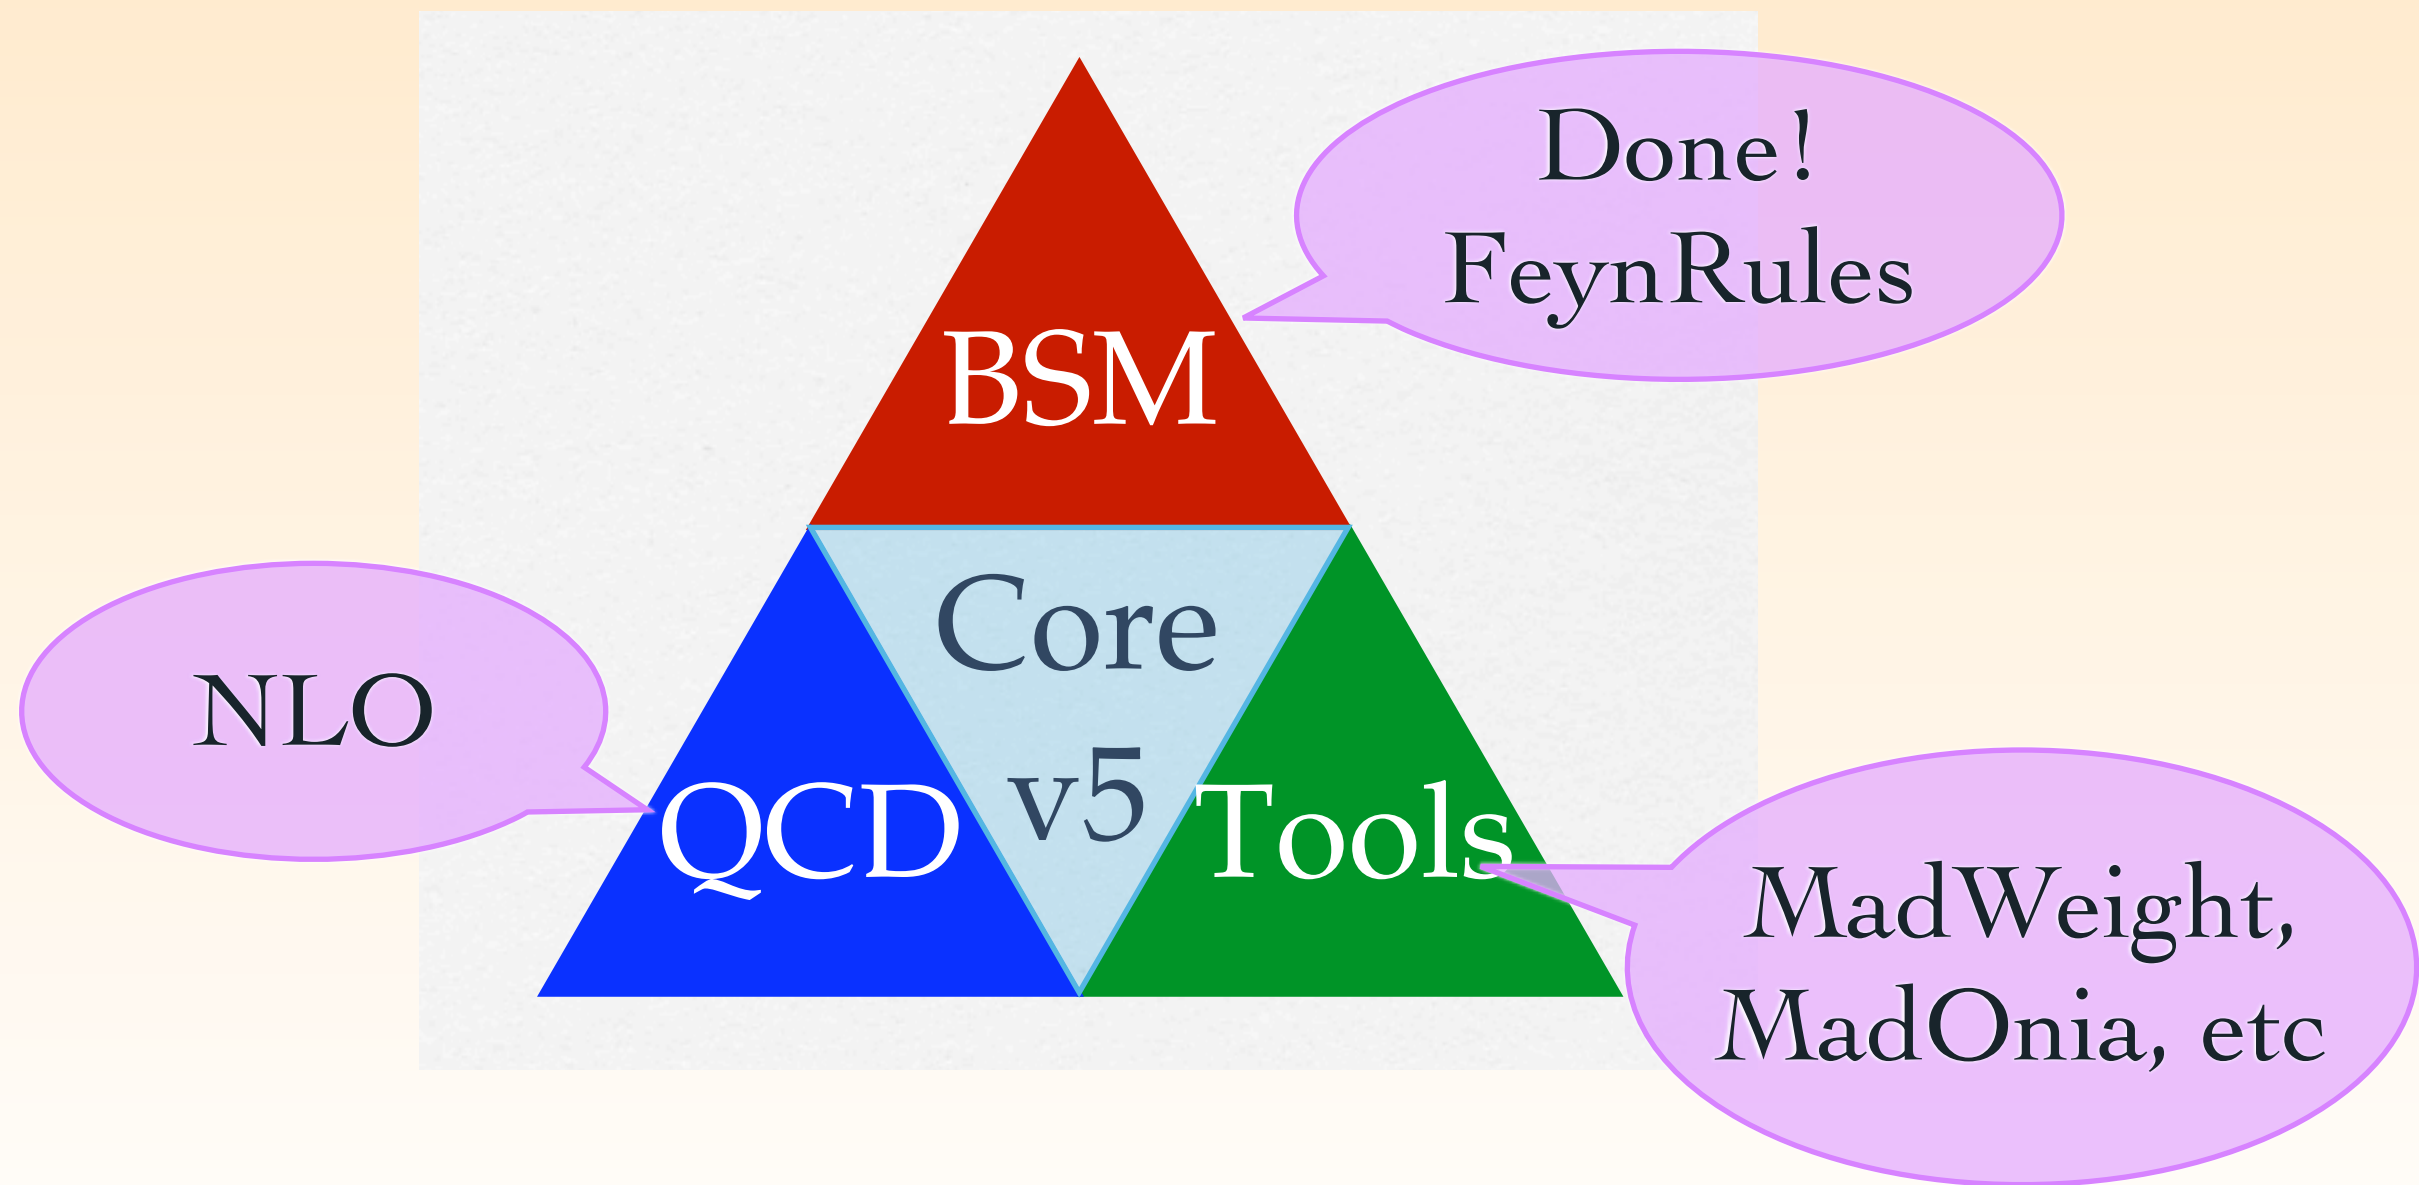 Done!
FeynRules
BSM
Core
v5
NLO
QCD
Tools
MadWeight,
MadOnia, etc